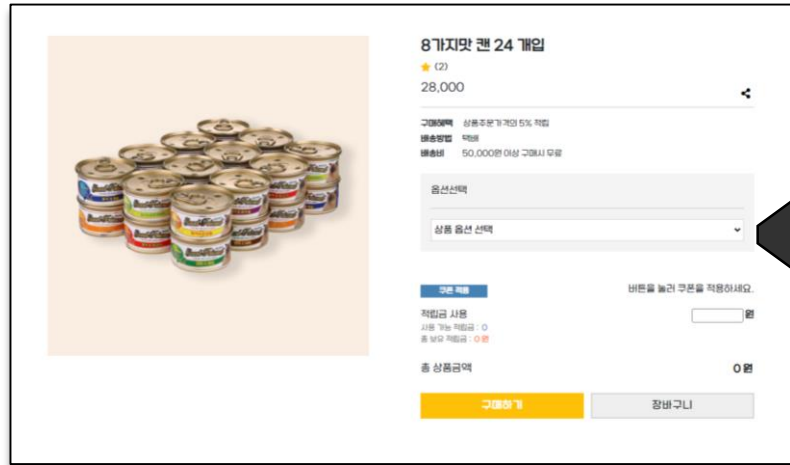 8가지맛 캔 24 개입
(2)
28,000
구매혜택 상품주문가격의 5% 적립
배송방법 택배
배송비 50,000원 이상 구매시 무료
옵션선택
상품 옵션 선택
쿠폰 적용 버튼을 눌러 쿠폰을 적용하세요.
적립금 사용 원
사용 가능 적립금 : 0
총 보유 적립금 : 0 원
총 상품금액 0 원
구매하기 장바구니